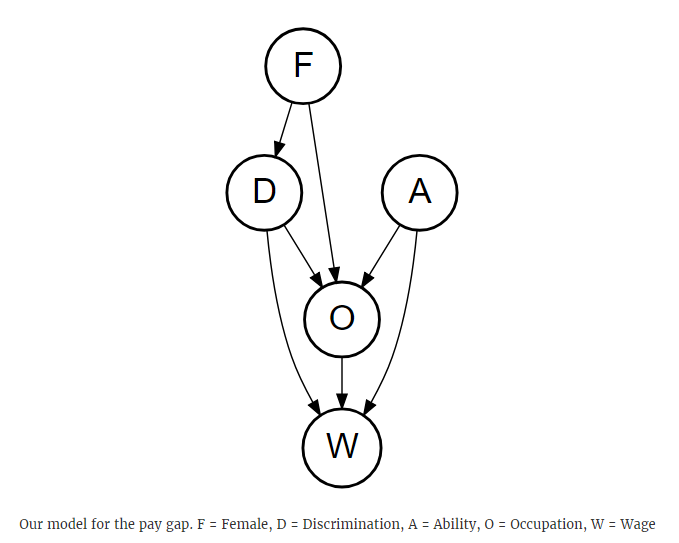 F
D
A
O
W
Our model for the pay gap. F = Female, D = Discrimination, A = Ability, O = Occupation, W = Wage